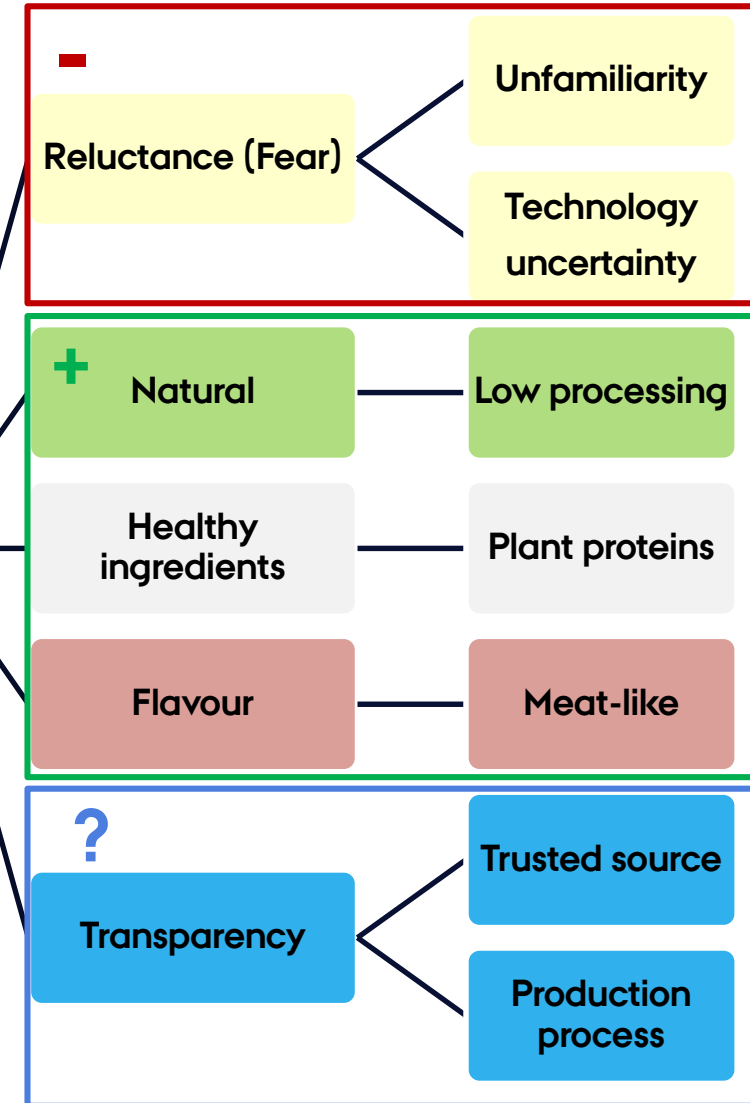 -
Reluctance (Fear)
Unfamiliarity
Technology
uncertainty
+
Natural
Low processing
Healthy
ingredients
Plant proteins
Flavour
Meat-like
?
Transparency
Trusted source
Production
process